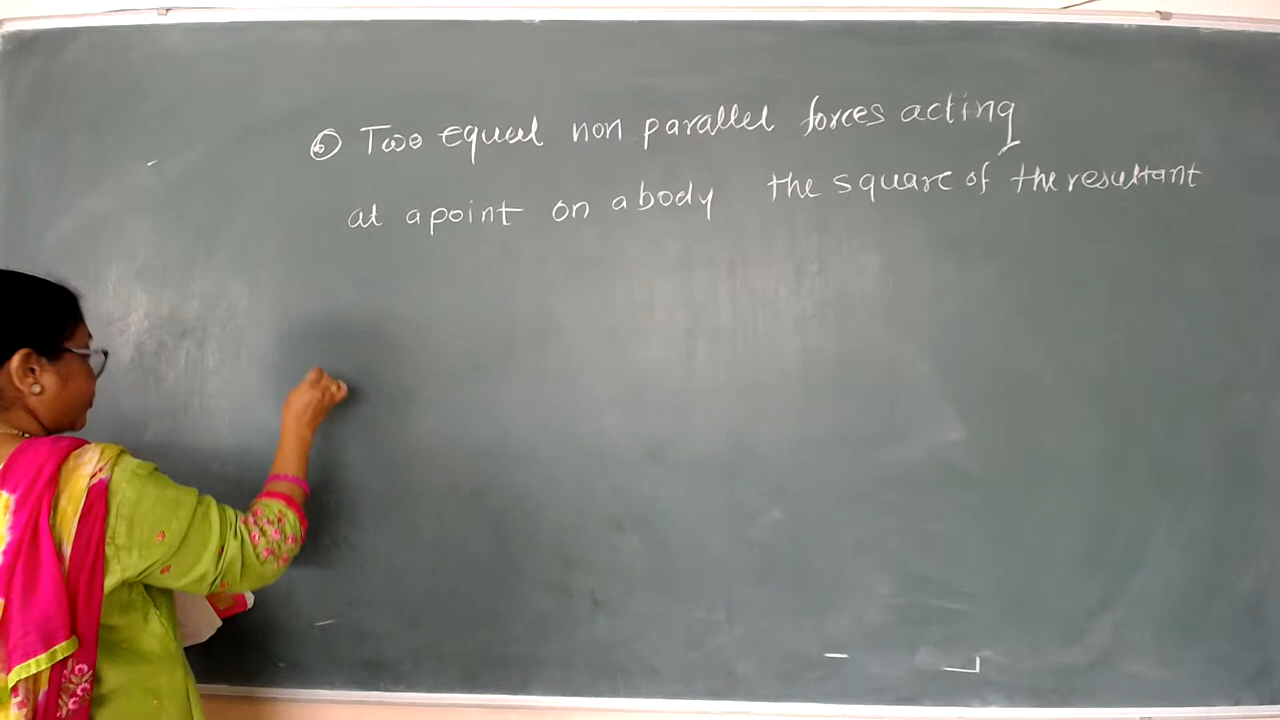 ⑥ Two equal non parallel forces acting
at a point on a body the square of the resultant